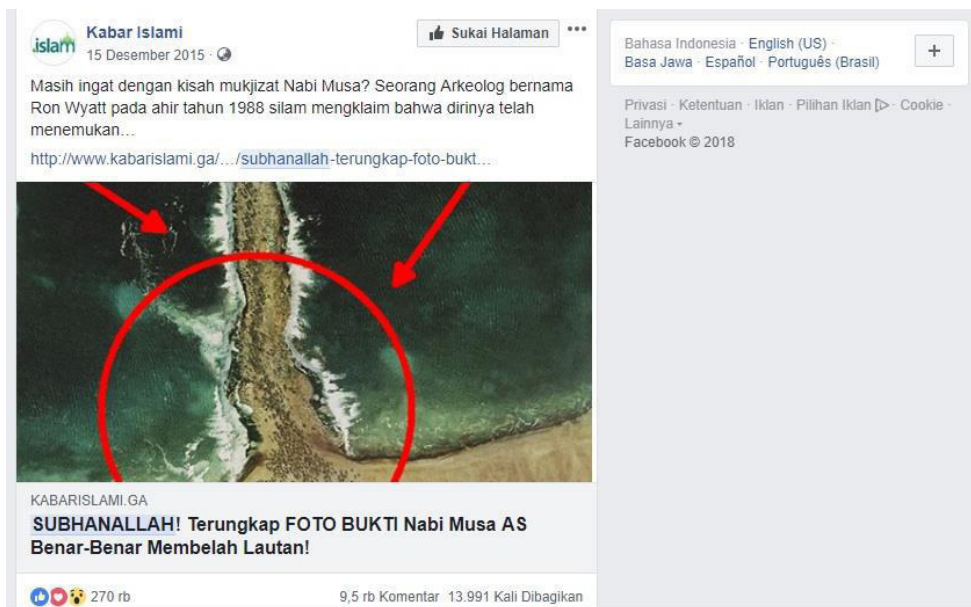 .islam
Kabar Islami
15 Desember 2015 ·
Sukai Halaman
Masih ingat dengan kisah mukjizat Nabi Musa? Seorang Arkeolog bernama
Ron Wyatt pada ahir tahun 1988 silam mengklaim bahwa dirinya telah
menemukan...
http://www.kabarislami.ga/.../subhanallah-terungkap-foto-bukt...
KABARISLAMI.GA
SUBHANALLAH! Terungkap FOTO BUKTI Nabi Musa AS
Benar-Benar Membelah Lautan!
270 rb
9,5 rb Komentar 13.991 Kali Dibagikan
Bahasa Indonesia · English (US) ·
Basa Jawa · Español · Português (Brasil)
+
Privasi · Ketentuan · Iklan · Pilihan Iklan · Cookie ·
Lainnya
Facebook © 2018